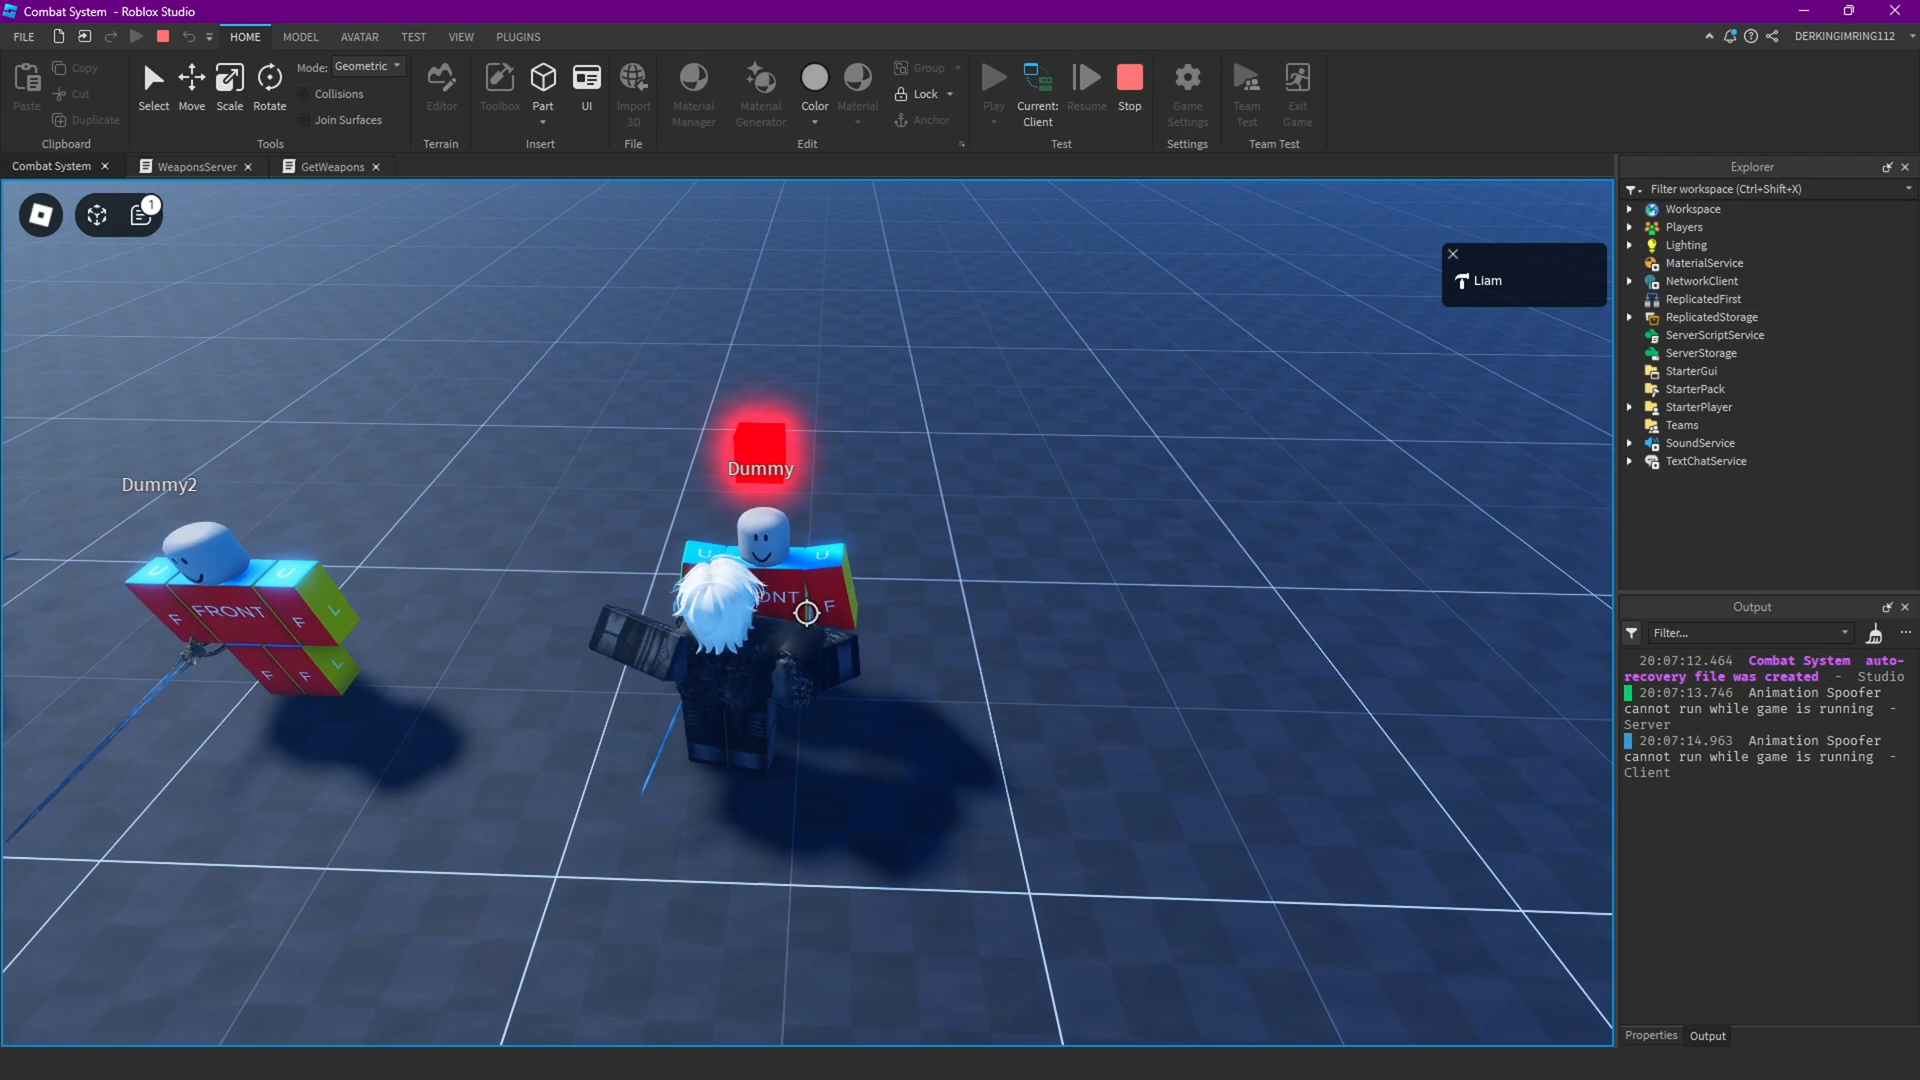 Combat System - Roblox Studio
FILE HOME MODEL AVATAR TEST VIEW PLUGINS DERKINGIMRING112
Paste
Copy
Cut
Duplicate
Clipboard
Select Move Scale Rotate
Mode: Geometric
Collisions
Join Surfaces
Tools
Editor
Terrain
Toolbox Part UI
Insert
Import
3D
File
Material
Manager
Material
Generator
Color Material
Group
Lock
Anchor
Edit
Play Current:
Client
Resume Stop
Test
Game
Settings
Settings
Team
Test
Exit
Game
Team Test
Combat System WeaponsServer GetWeapons
1
Liam
Dummy
Dummy2
U U
U U
F FRONT F L
ONT F
F F L
Explorer
Filter workspace (Ctrl+Shift+X)
Workspace
Players
Lighting
MaterialService
NetworkClient
ReplicatedFirst
ReplicatedStorage
ServerScriptService
ServerStorage
StarterGui
StarterPack
StarterPlayer
Teams
SoundService
TextChatService
Output
Filter...
20:07:12.464 Combat System auto-
recovery file was created - Studio
20:07:13.746 Animation Spoofer
cannot run while game is running -
Server
20:07:14.963 Animation Spoofer
cannot run while game is running -
Client
Properties Output